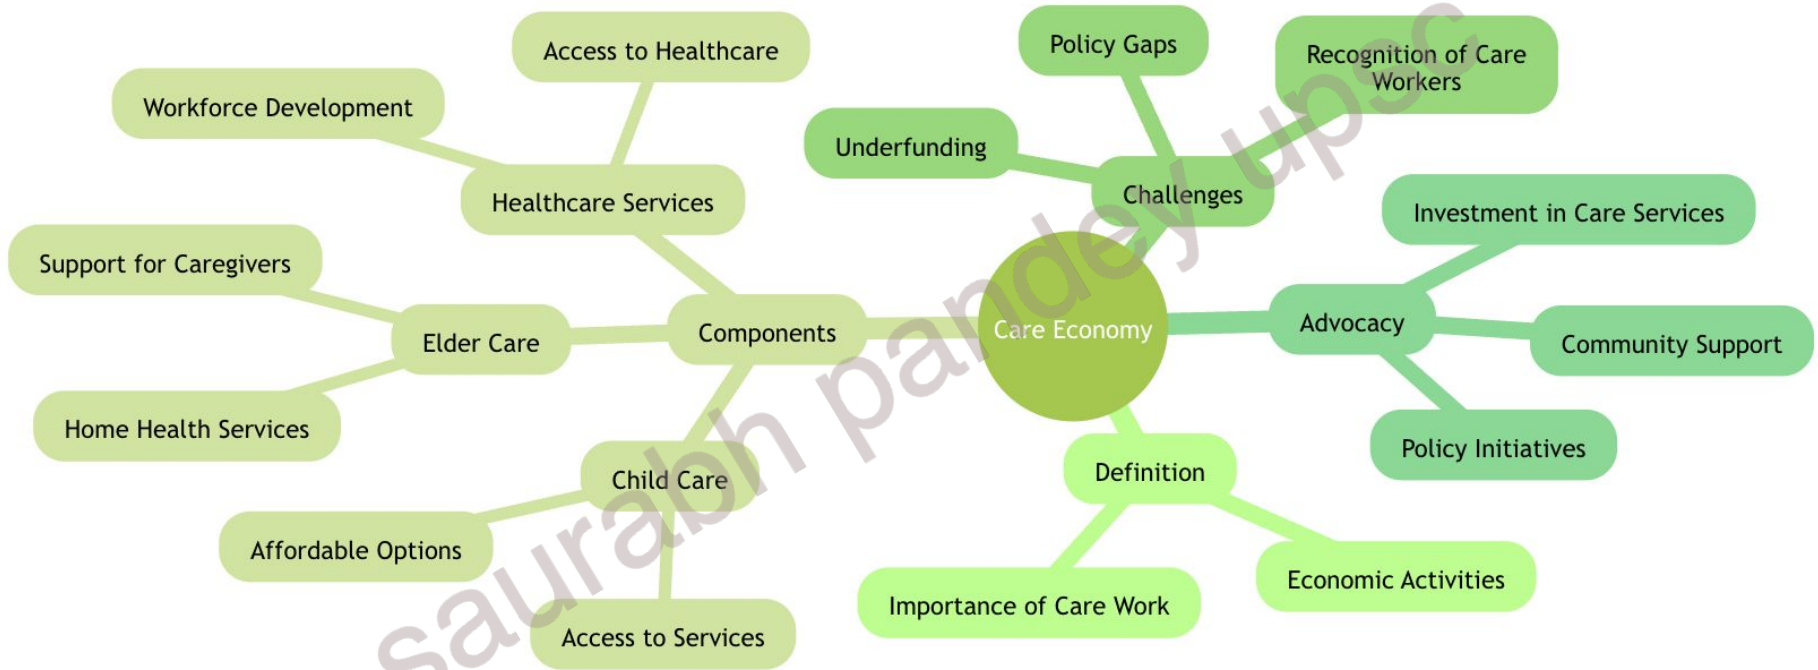 Access to Healthcare
Workforce Development
Healthcare Services
Support for Caregivers
Elder Care
Home Health Services
Components
Child Care
Affordable Options
Access to Services
Care Economy
Policy Gaps
Recognition of Care
Workers
Underfunding
Challenges
Investment in Care Services
Advocacy
Community Support
Policy Initiatives
Definition
Importance of Care Work
Economic Activities
saurabh pandey upsc